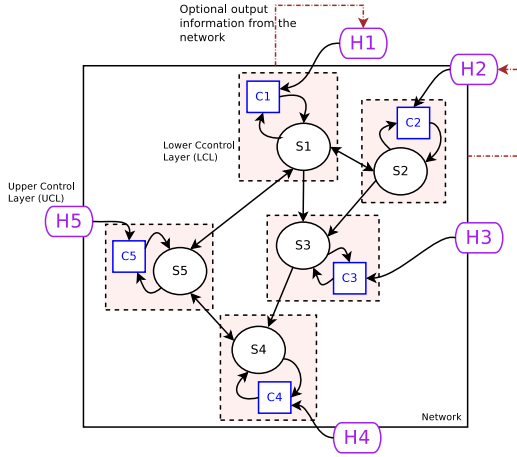 Optional output
information from the
network
H1
H2
C1
C2
Lower Ccontrol
Layer (LCL)
S1
S2
Upper Control
Layer (UCL)
H5
H3
S3
C5
S5
C3
S4
C4
Network
H4